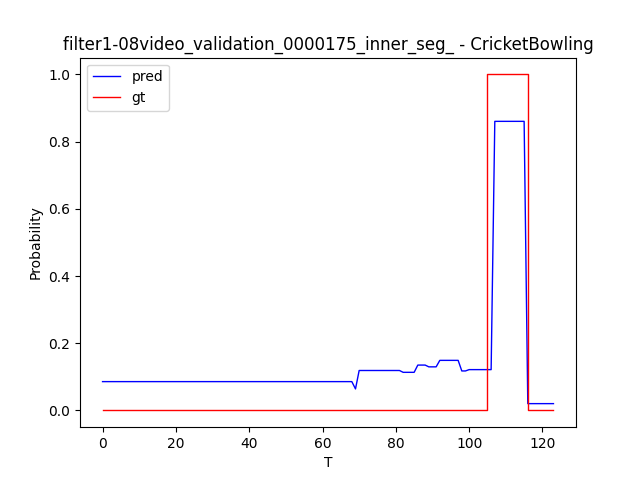 filter1-08video_validation_0000175_inner_seg_ - CricketBowling
pred
gt
1.0
0.8
0.6
0.4
0.2
0.0
Probability
0 20 40 60 80 100 120
T